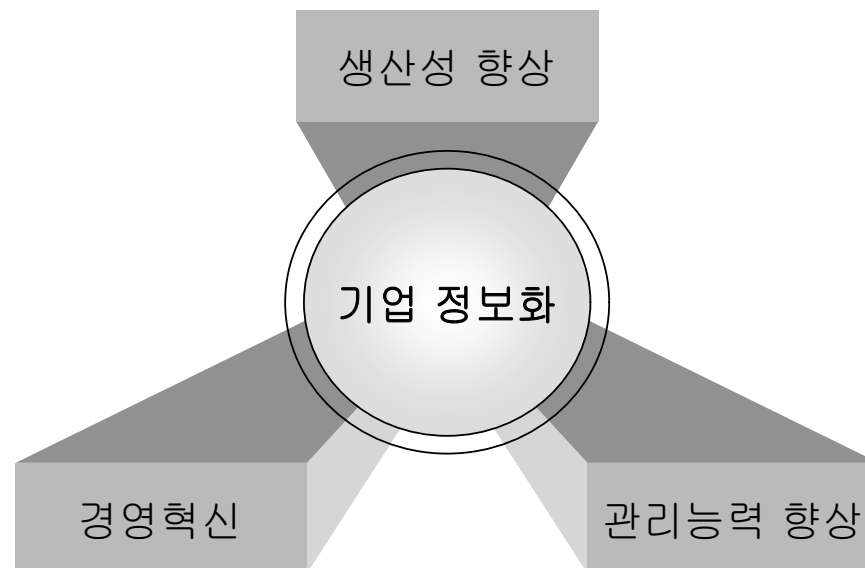 생산성 향상
기업 정보화
경영혁신
관리능력 향상